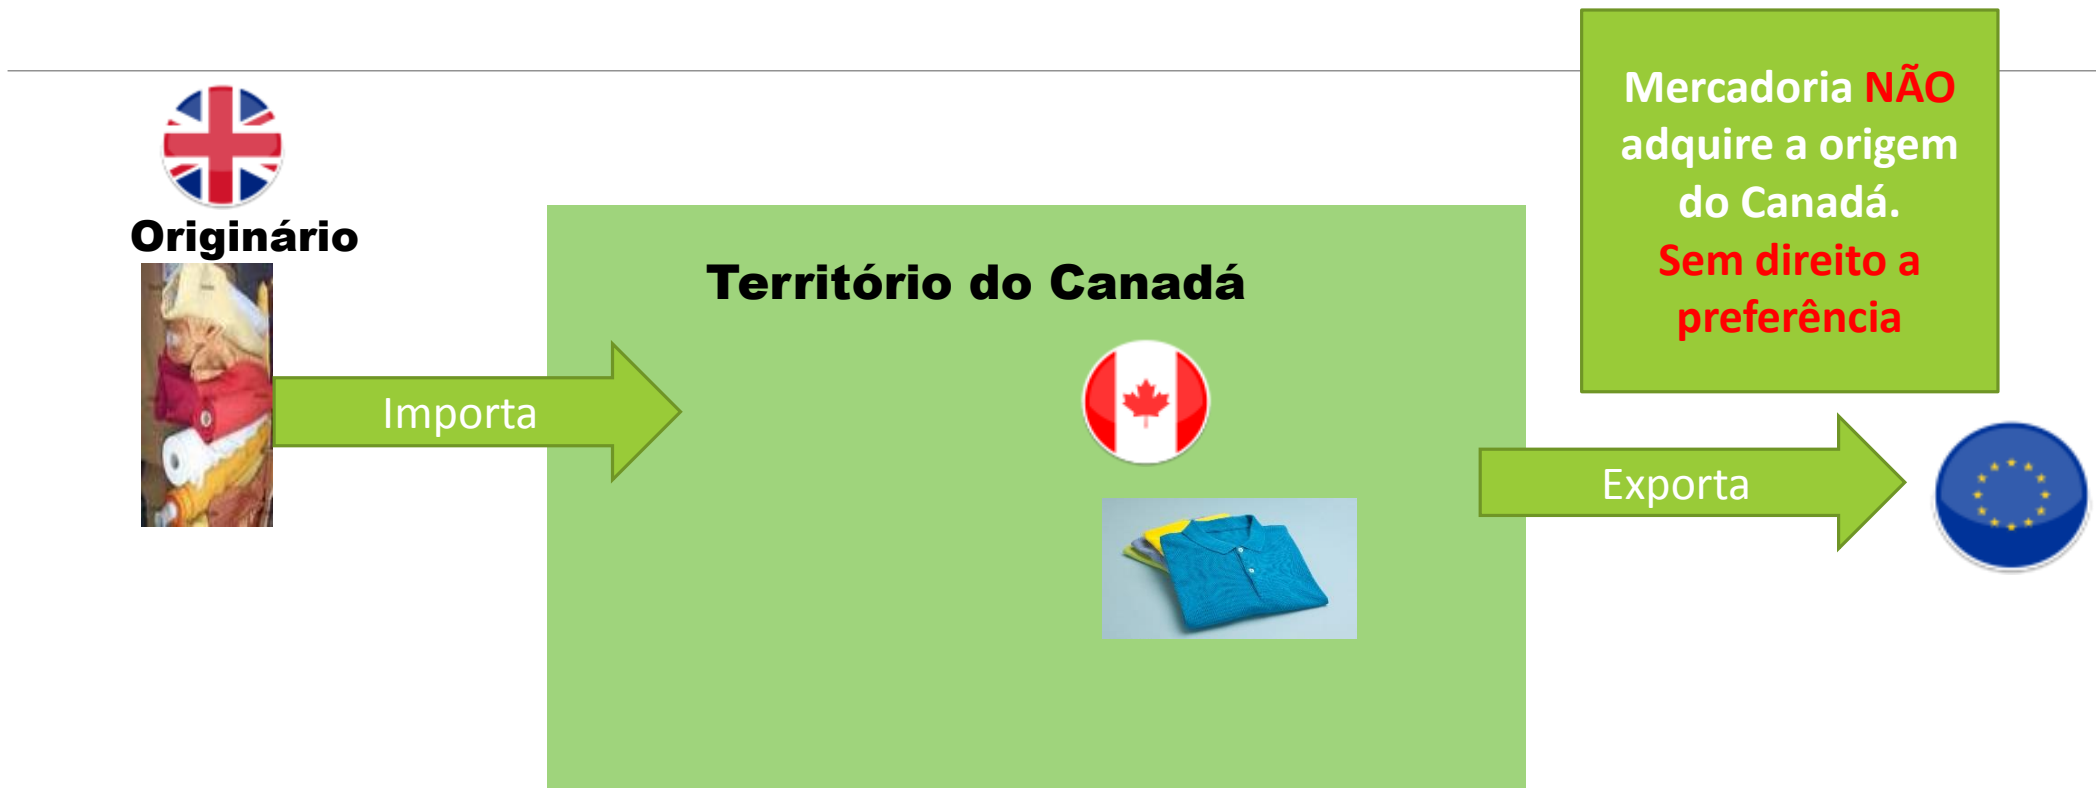 Mercadoria NÃO
adquire a origem
do Canadá.
Sem direito a
preferência
Originário
Território do Canadá
Importa
Exporta